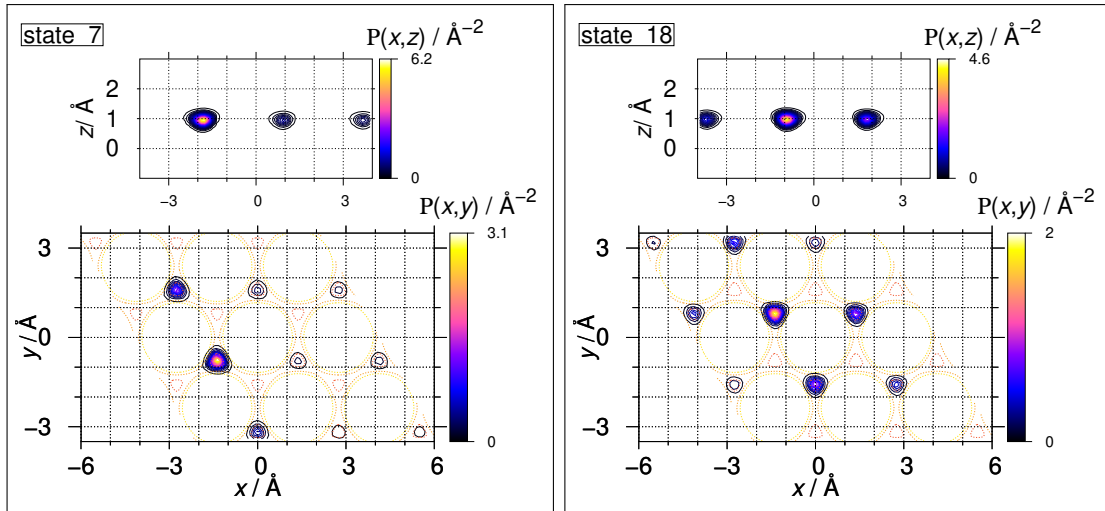 state 7
P(x,z) / Å⁻²
6.2
0
z/ Å
2
1
0
−3 0 3
P(x,y) / Å⁻²
3.1
0
y/ Å
3
0
−3
−6 −3 0 3 6
x / Å
state 18
P(x,z) / Å⁻²
4.6
0
z/ Å
2
1
0
−3 0 3
P(x,y) / Å⁻²
2
0
y/ Å
3
0
−3
−6 −3 0 3 6
x / Å